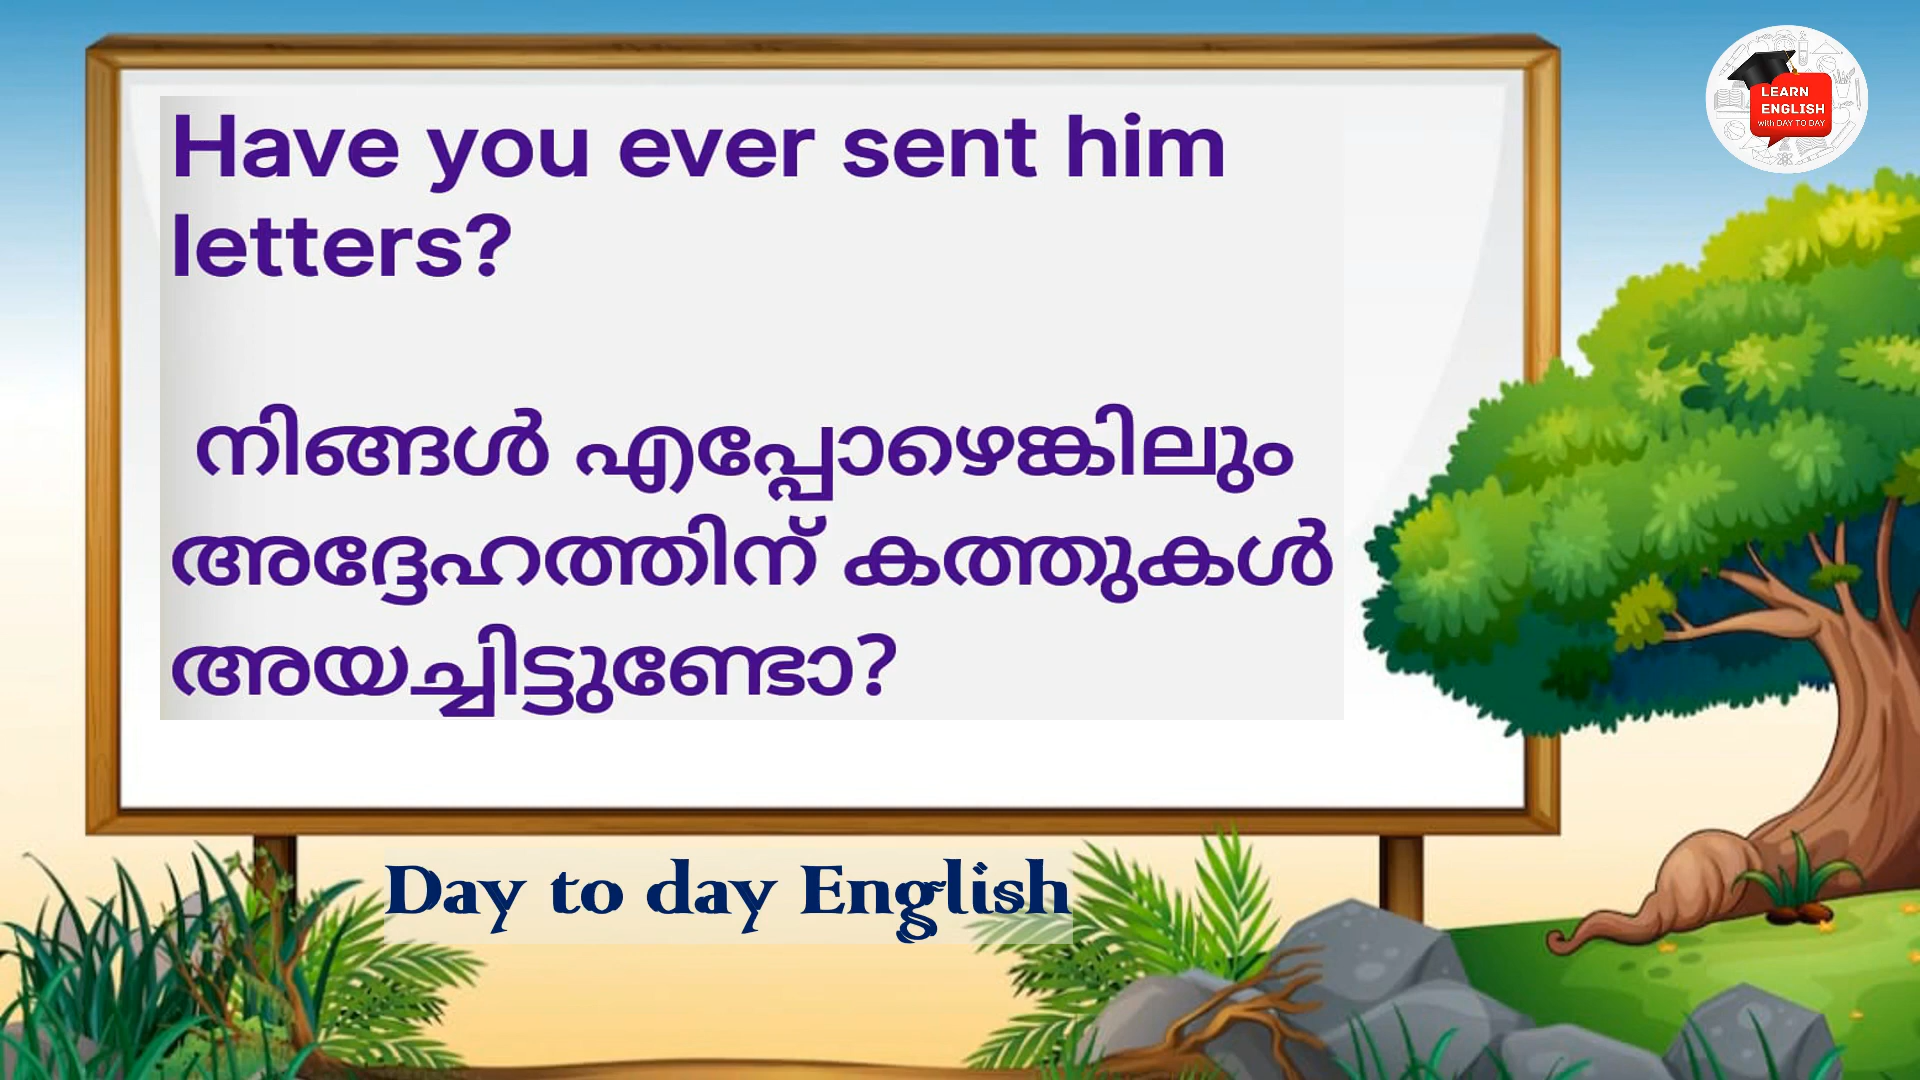 LEARN
ENGLISH
with DAY TO DAY
Have you ever sent him
letters?
നിങ്ങൾ എപ്പോഴെങ്കിലും
അദ്ദേഹത്തിന് കത്തുകൾ
അയച്ചിട്ടുണ്ടോ?
Day to day English